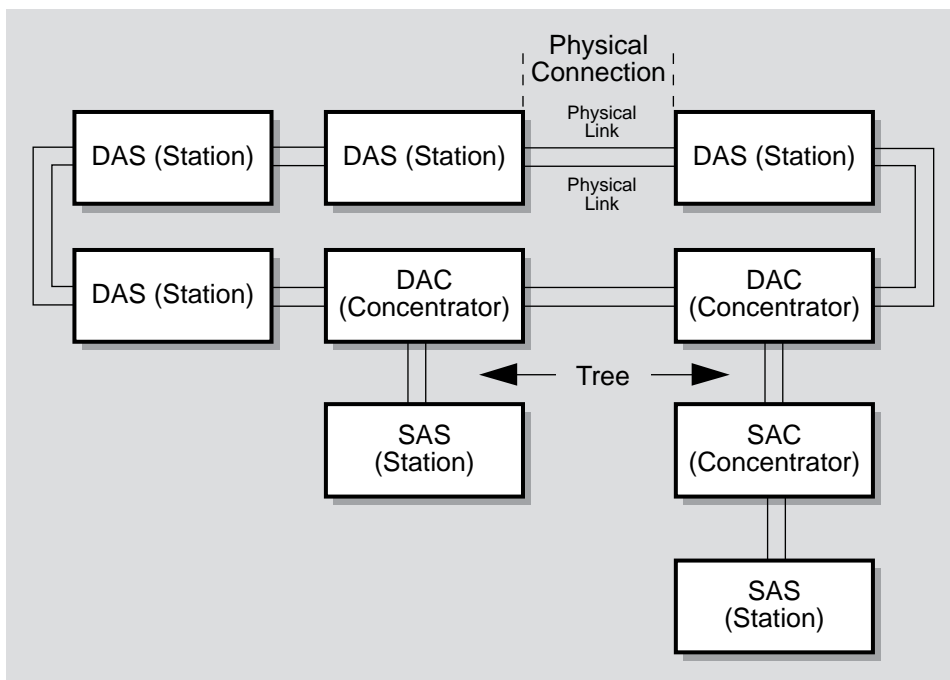 Physical
Connection
Physical
Link
DAS (Station)
DAS (Station)
DAS (Station)
Physical
Link
DAS (Station)
DAC
(Concentrator)
DAC
(Concentrator)
Tree
SAS
(Station)
SAC
(Concentrator)
SAS
(Station)